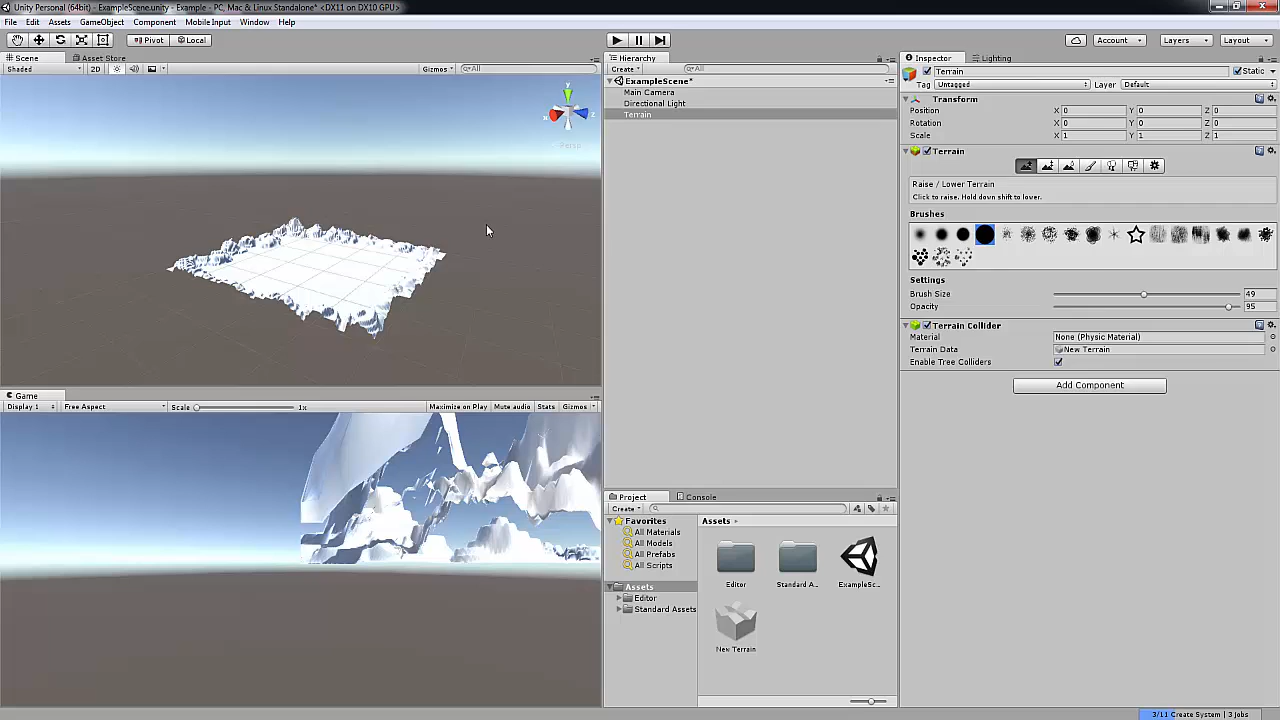 Unity Personal (64bit) - ExampleScene.unity - Example - PC, Mac & Linux Standalone* <DX11 on DX10 GPU>
File Edit Assets GameObject Component Mobile Input Window Help
Pivot Local Account Layers Layout
Scene Asset Store
Shaded 2D Gizmos All
y
x z
Persp
Game
Display 1 Free Aspect Scale 1x Maximize on Play Mute audio Stats Gizmos
Hierarchy
Create All
ExampleScene*
Main Camera
Directional Light
Terrain
Project Console
Create
Favorites
All Materials
All Models
All Prefabs
All Scripts
Assets
Editor
Standard Assets
Assets
Editor Standard A... ExampleSc...
New Terrain
Inspector Lighting
Terrain Static
Tag Untagged Layer Default
Transform
Position X 0 Y 0 Z 0
Rotation X 0 Y 0 Z 0
Scale X 1 Y 1 Z 1
Terrain
Raise / Lower Terrain
Click to raise. Hold down shift to lower.
Brushes
Settings
Brush Size 49
Opacity 95
Terrain Collider
Material None (Physic Material)
Terrain Data New Terrain
Enable Tree Colliders
Add Component
3/11 Create System | 3 Jobs